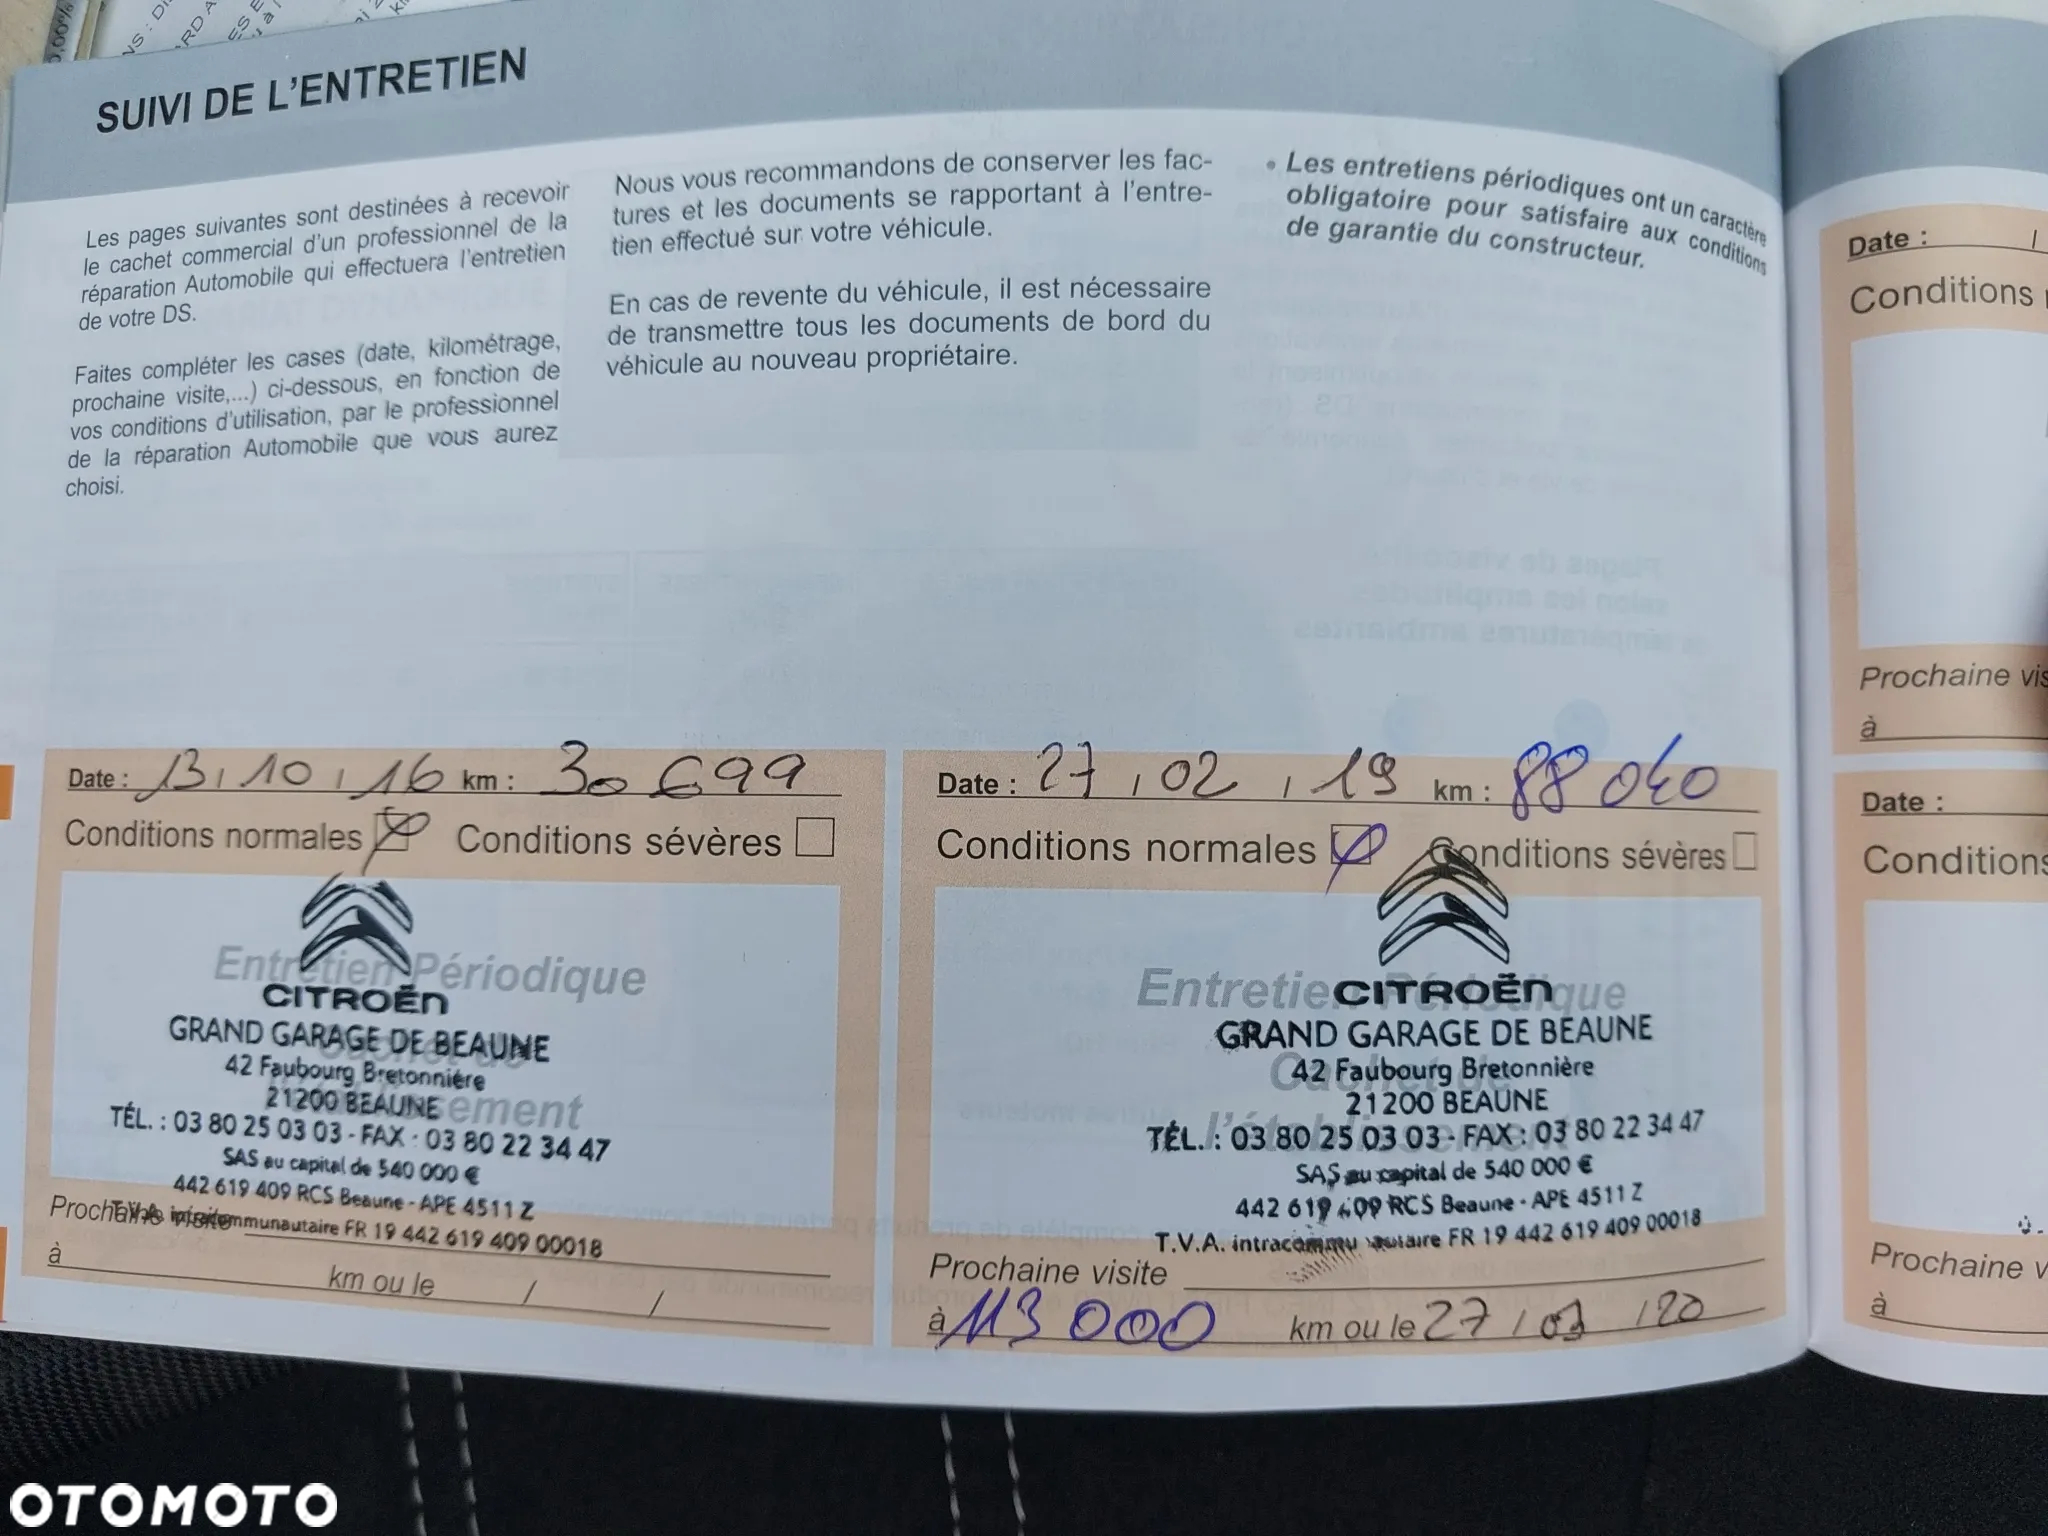 SUIVI DE L'ENTRETIEN
Les pages suivantes sont destinées à recevoir
le cachet commercial d'un professionnel de la
réparation Automobile qui effectuera l'entretien
de votre DS.
Faites compléter les cases (date, kilométrage,
prochaine visite,...) ci-dessous, en fonction de
vos conditions d'utilisation, par le professionnel
de la réparation Automobile que vous aurez
choisi.
Nous vous recommandons de conserver les fac-
tures et les documents se rapportant à l'entre-
tien effectué sur votre véhicule.
En cas de revente du véhicule, il est nécessaire
de transmettre tous les documents de bord du
véhicule au nouveau propriétaire.
• Les entretiens périodiques ont un caractère
obligatoire pour satisfaire aux conditions
de garantie du constructeur.
Date : 13 / 10 / 16 km : 30 699
Conditions normales Conditions sévères
Entretien Périodique
CITROËN
GRAND GARAGE DE BEAUNE
42 Faubourg Bretonnière
21200 BEAUNE
TÉL. : 03 80 25 03 03 - FAX : 03 80 22 34 47
SAS au capital de 540 000 €
442 619 409 RCS Beaune - APE 4511 Z
T.V.A. intracommunautaire FR 19 442 619 409 00018
Prochaine visite
à km ou le / /
Date : 27 / 02 / 19 km : 88 040
Conditions normales Conditions sévères
Entretien Périodique
Cachet de
l'établissement
CITROËN
GRAND GARAGE DE BEAUNE
42 Faubourg Bretonnière
21200 BEAUNE
TÉL. : 03 80 25 03 03 - FAX : 03 80 22 34 47
SAS au capital de 540 000 €
442 619 409 RCS Beaune - APE 4511 Z
T.V.A. intracommunautaire FR 19 442 619 409 00018
Prochaine visite
à 113 000 km ou le 27 / 02 / 20
Date : /
Conditions
Prochaine
à
Date :
Conditions
Prochaine
à
OTOMOTO